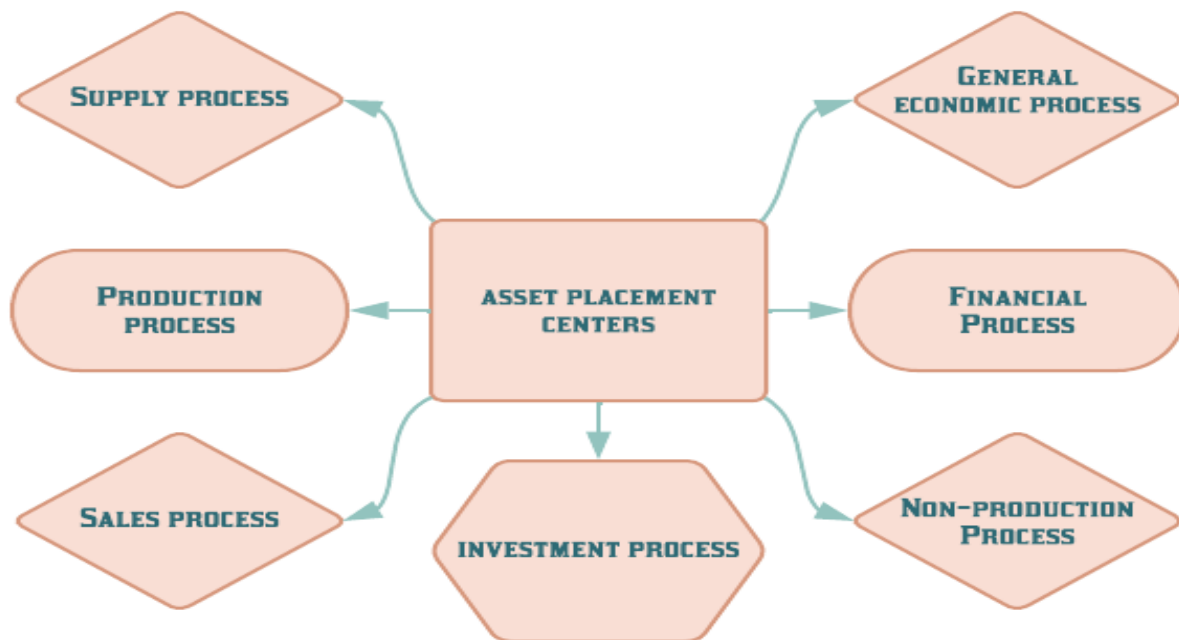 Supply process
General
economic process
Production
process
asset placement
centers
Financial
Process
Sales process
investment process
Non-production
Process